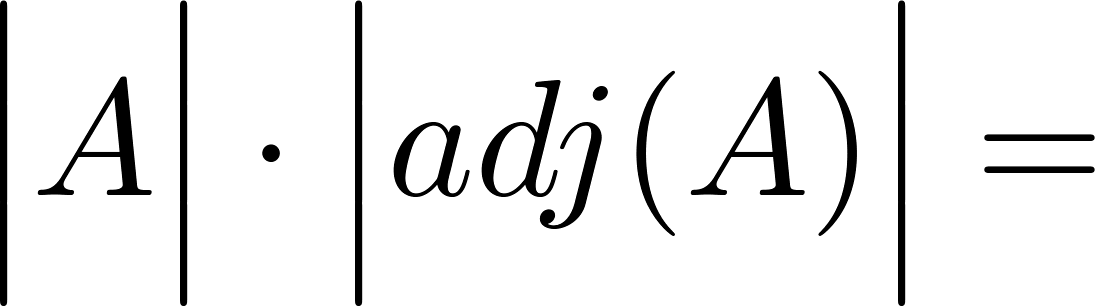 |A| · |adj(A)| =